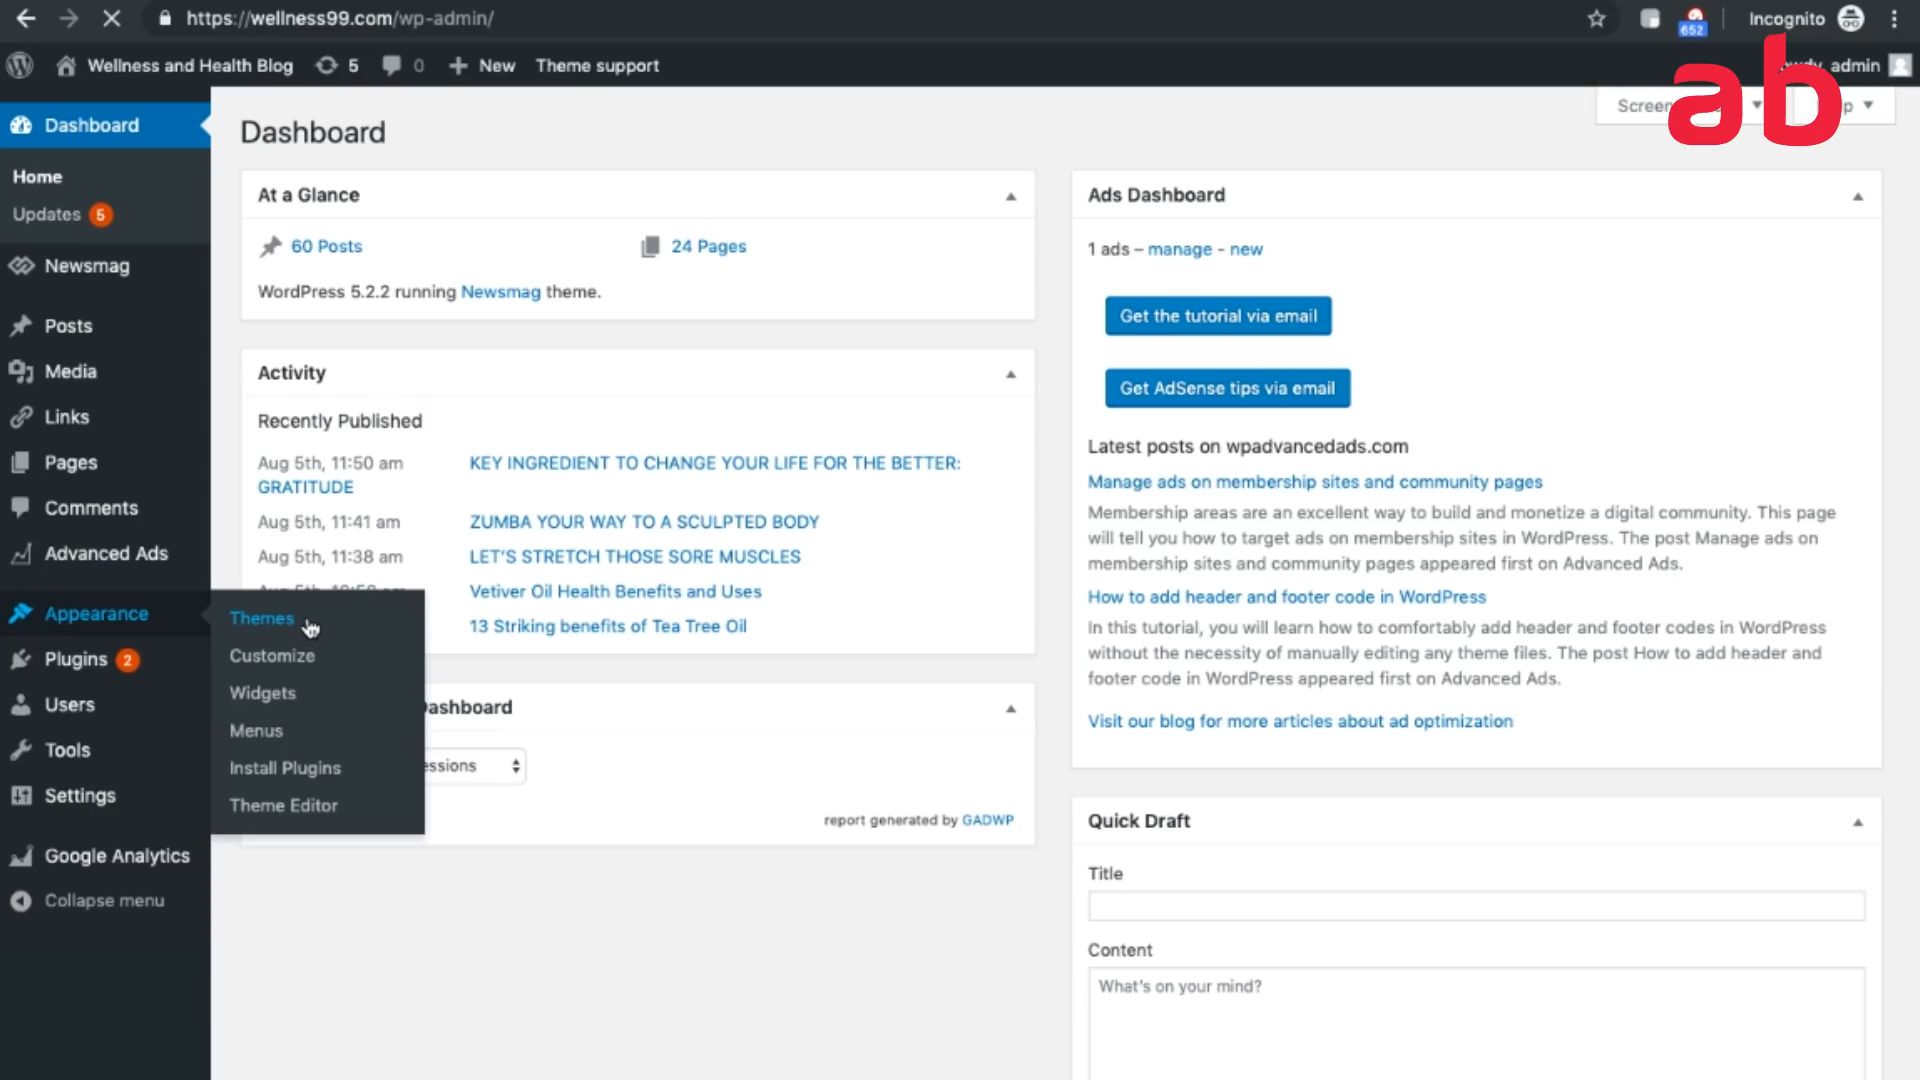 https://wellness99.com/wp-admin/
652
Incognito
Wellness and Health Blog
5
0
New
Theme support
admin
ab
Dashboard
Home
Updates 5
Newsmag
Posts
Media
Links
Pages
Comments
Advanced Ads
Appearance
Plugins 2
Users
Tools
Settings
Google Analytics
Collapse menu
Themes
Customize
Widgets
Menus
Install Plugins
Theme Editor
Dashboard
At a Glance
60 Posts
24 Pages
WordPress 5.2.2 running Newsmag theme.
Activity
Recently Published
Aug 5th, 11:50 am KEY INGREDIENT TO CHANGE YOUR LIFE FOR THE BETTER:
GRATITUDE
Aug 5th, 11:41 am ZUMBA YOUR WAY TO A SCULPTED BODY
Aug 5th, 11:38 am LET'S STRETCH THOSE SORE MUSCLES
Vetiver Oil Health Benefits and Uses
13 Striking benefits of Tea Tree Oil
Dashboard
report generated by GADWP
Ads Dashboard
1 ads – manage - new
Get the tutorial via email
Get AdSense tips via email
Latest posts on wpadvancedads.com
Manage ads on membership sites and community pages
Membership areas are an excellent way to build and monetize a digital community. This page
will tell you how to target ads on membership sites in WordPress. The post Manage ads on
membership sites and community pages appeared first on Advanced Ads.
How to add header and footer code in WordPress
In this tutorial, you will learn how to comfortably add header and footer codes in WordPress
without the necessity of manually editing any theme files. The post How to add header and
footer code in WordPress appeared first on Advanced Ads.
Visit our blog for more articles about ad optimization
Quick Draft
Title
Content
What's on your mind?